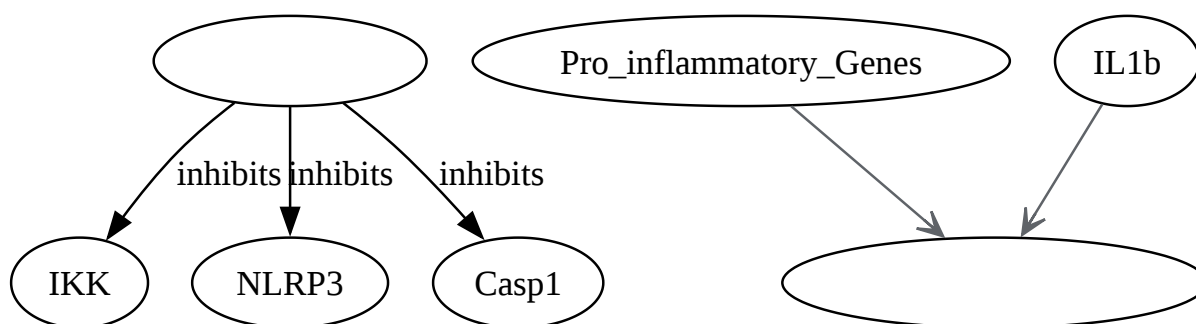 Pro_inflammatory_Genes
IL1b
inhibits
inhibits
inhibits
IKK
NLRP3
Casp1